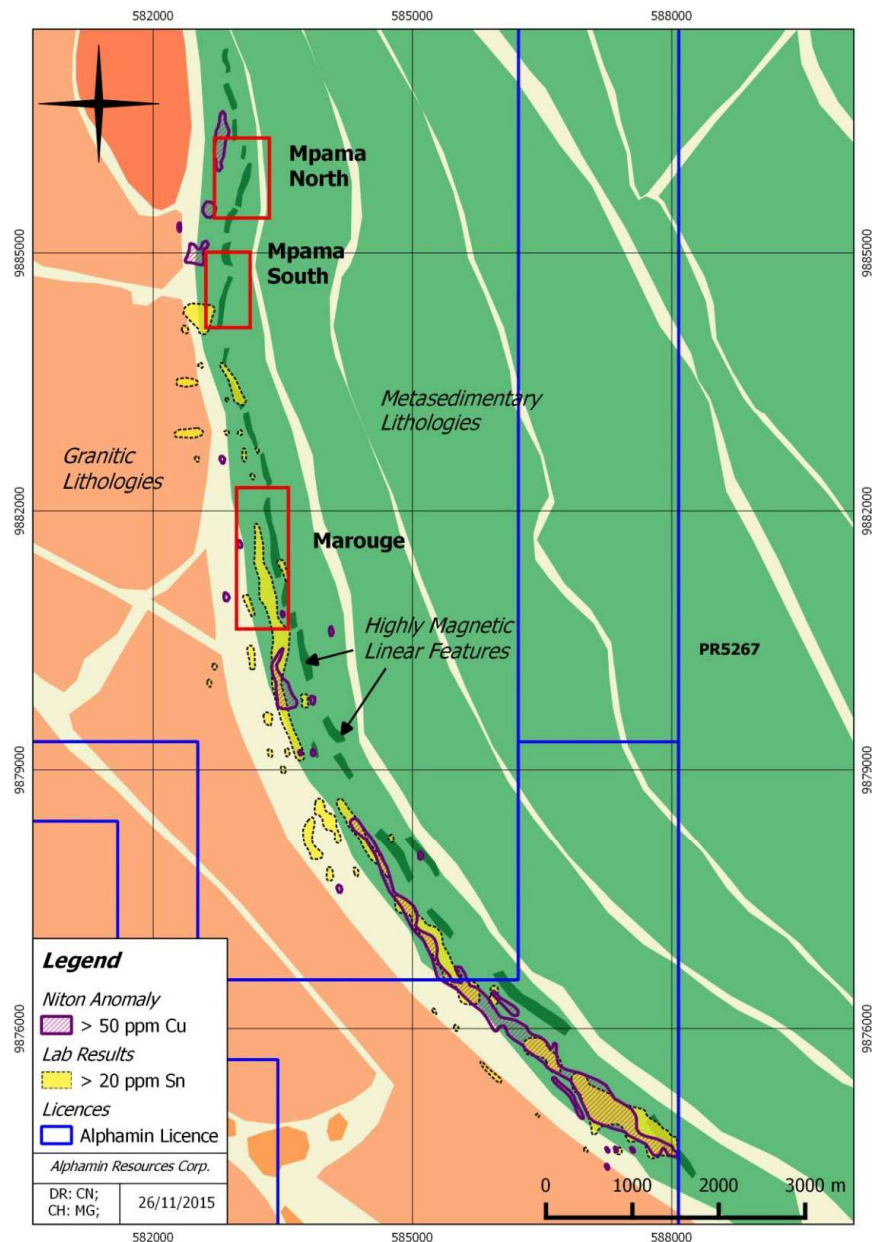 582000
585000
588000
Mpama
North
9885000
9885000
Mpama
South
Metasedimentary
Lithologies
Granitic
Lithologies
9882000
9882000
Marouge
Highly Magnetic
Linear Features
PR5267
9879000
9879000
Legend
Niton Anomaly
> 50 ppm Cu
Lab Results
> 20 ppm Sn
Licences
Alphamin Licence
Alphamin Resources Corp.
DR: CN;
CH: MG;
26/11/2015
9876000
9876000
0 1000 2000 3000 m
582000
585000
588000